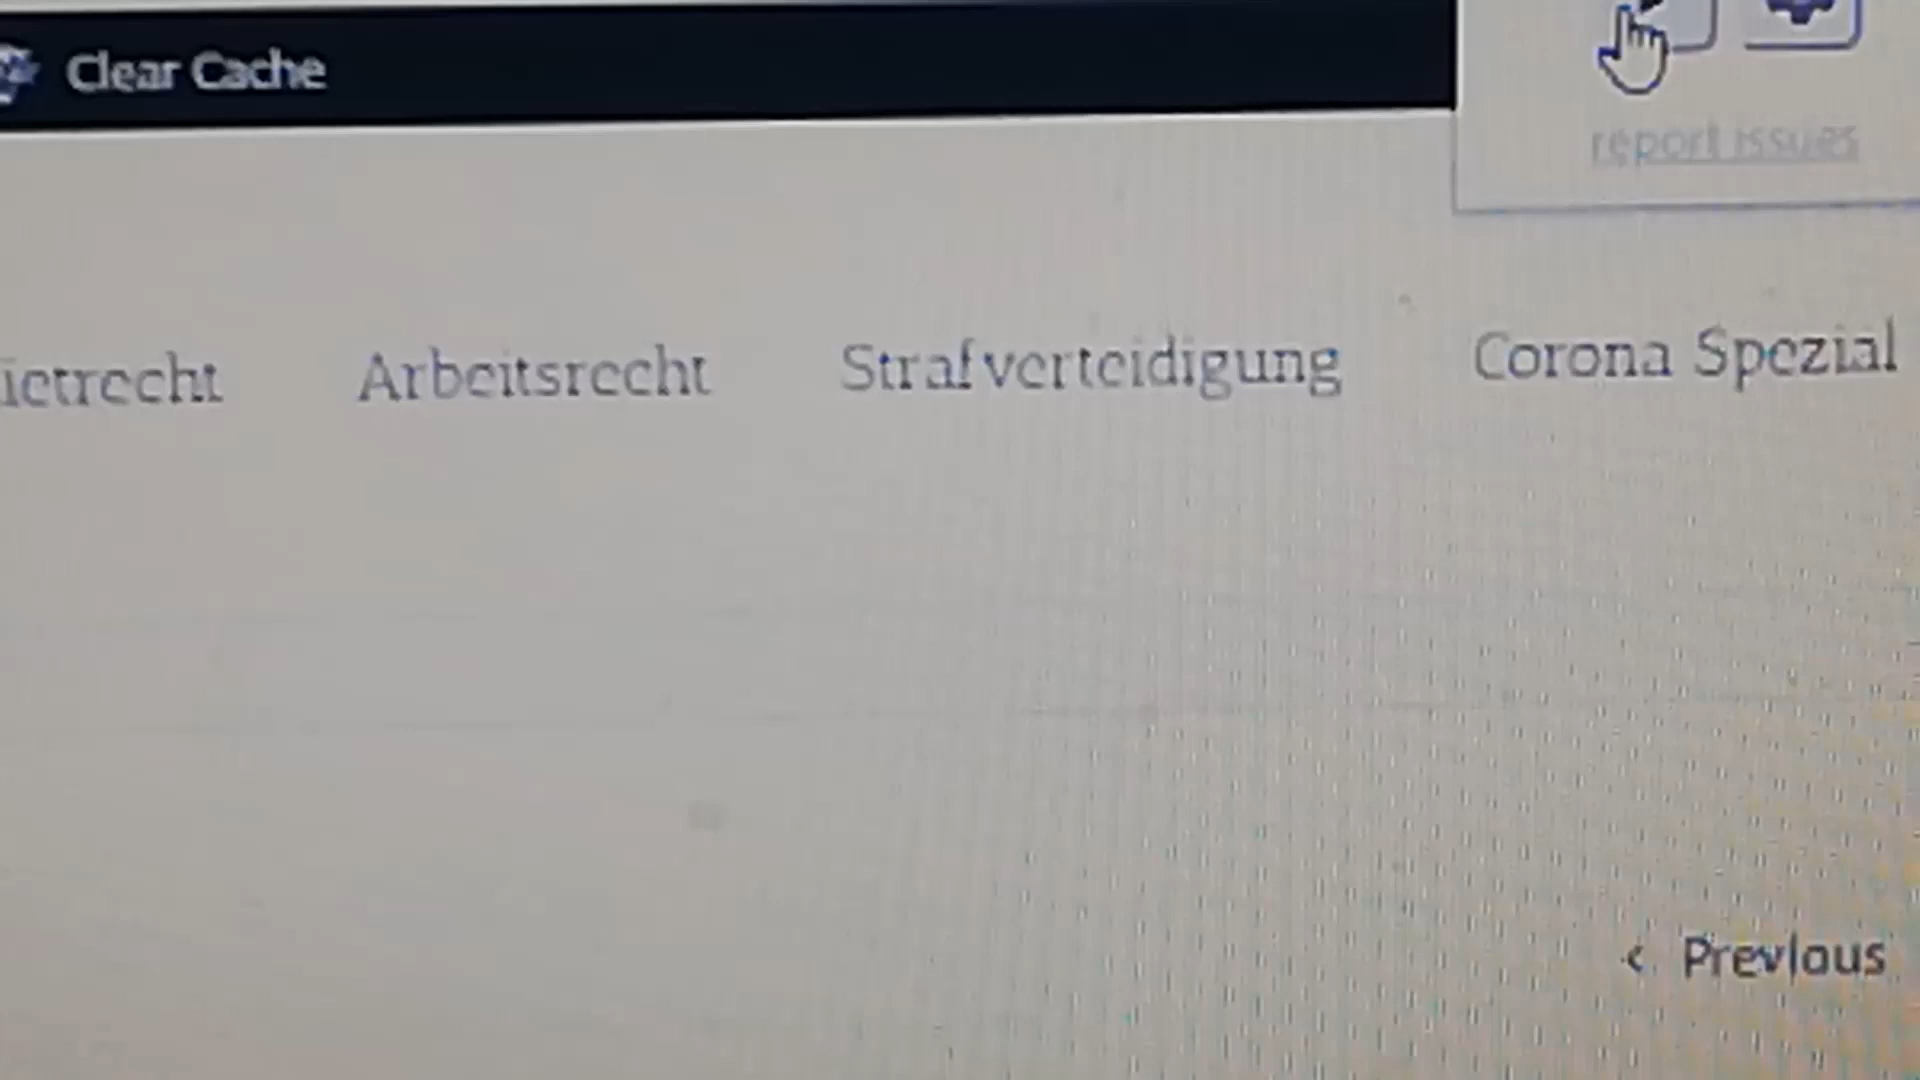 Clear Cache
report issues
ietrecht Arbeitsrecht Strafverteidigung Corona Spezial
< Previous